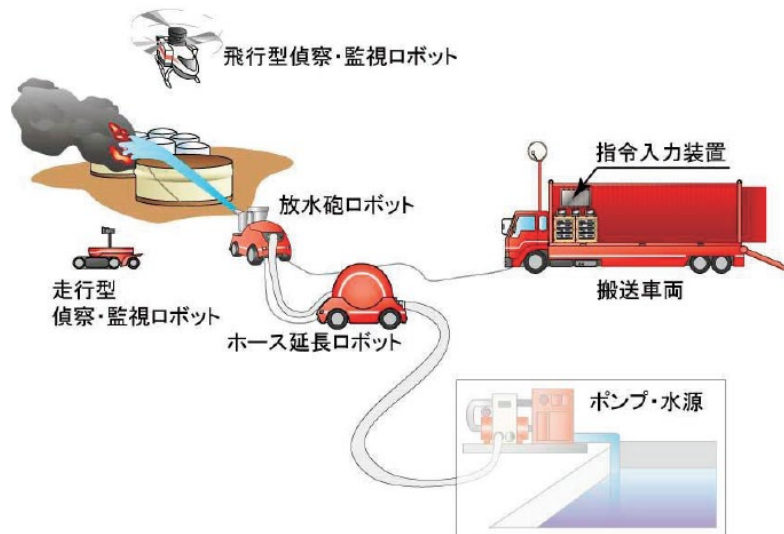 飛行型偵察・監視ロボット
指令入力装置
放水砲ロボット
搬送車両
走行型
偵察・監視ロボット
ホース延長ロボット
ポンプ・水源